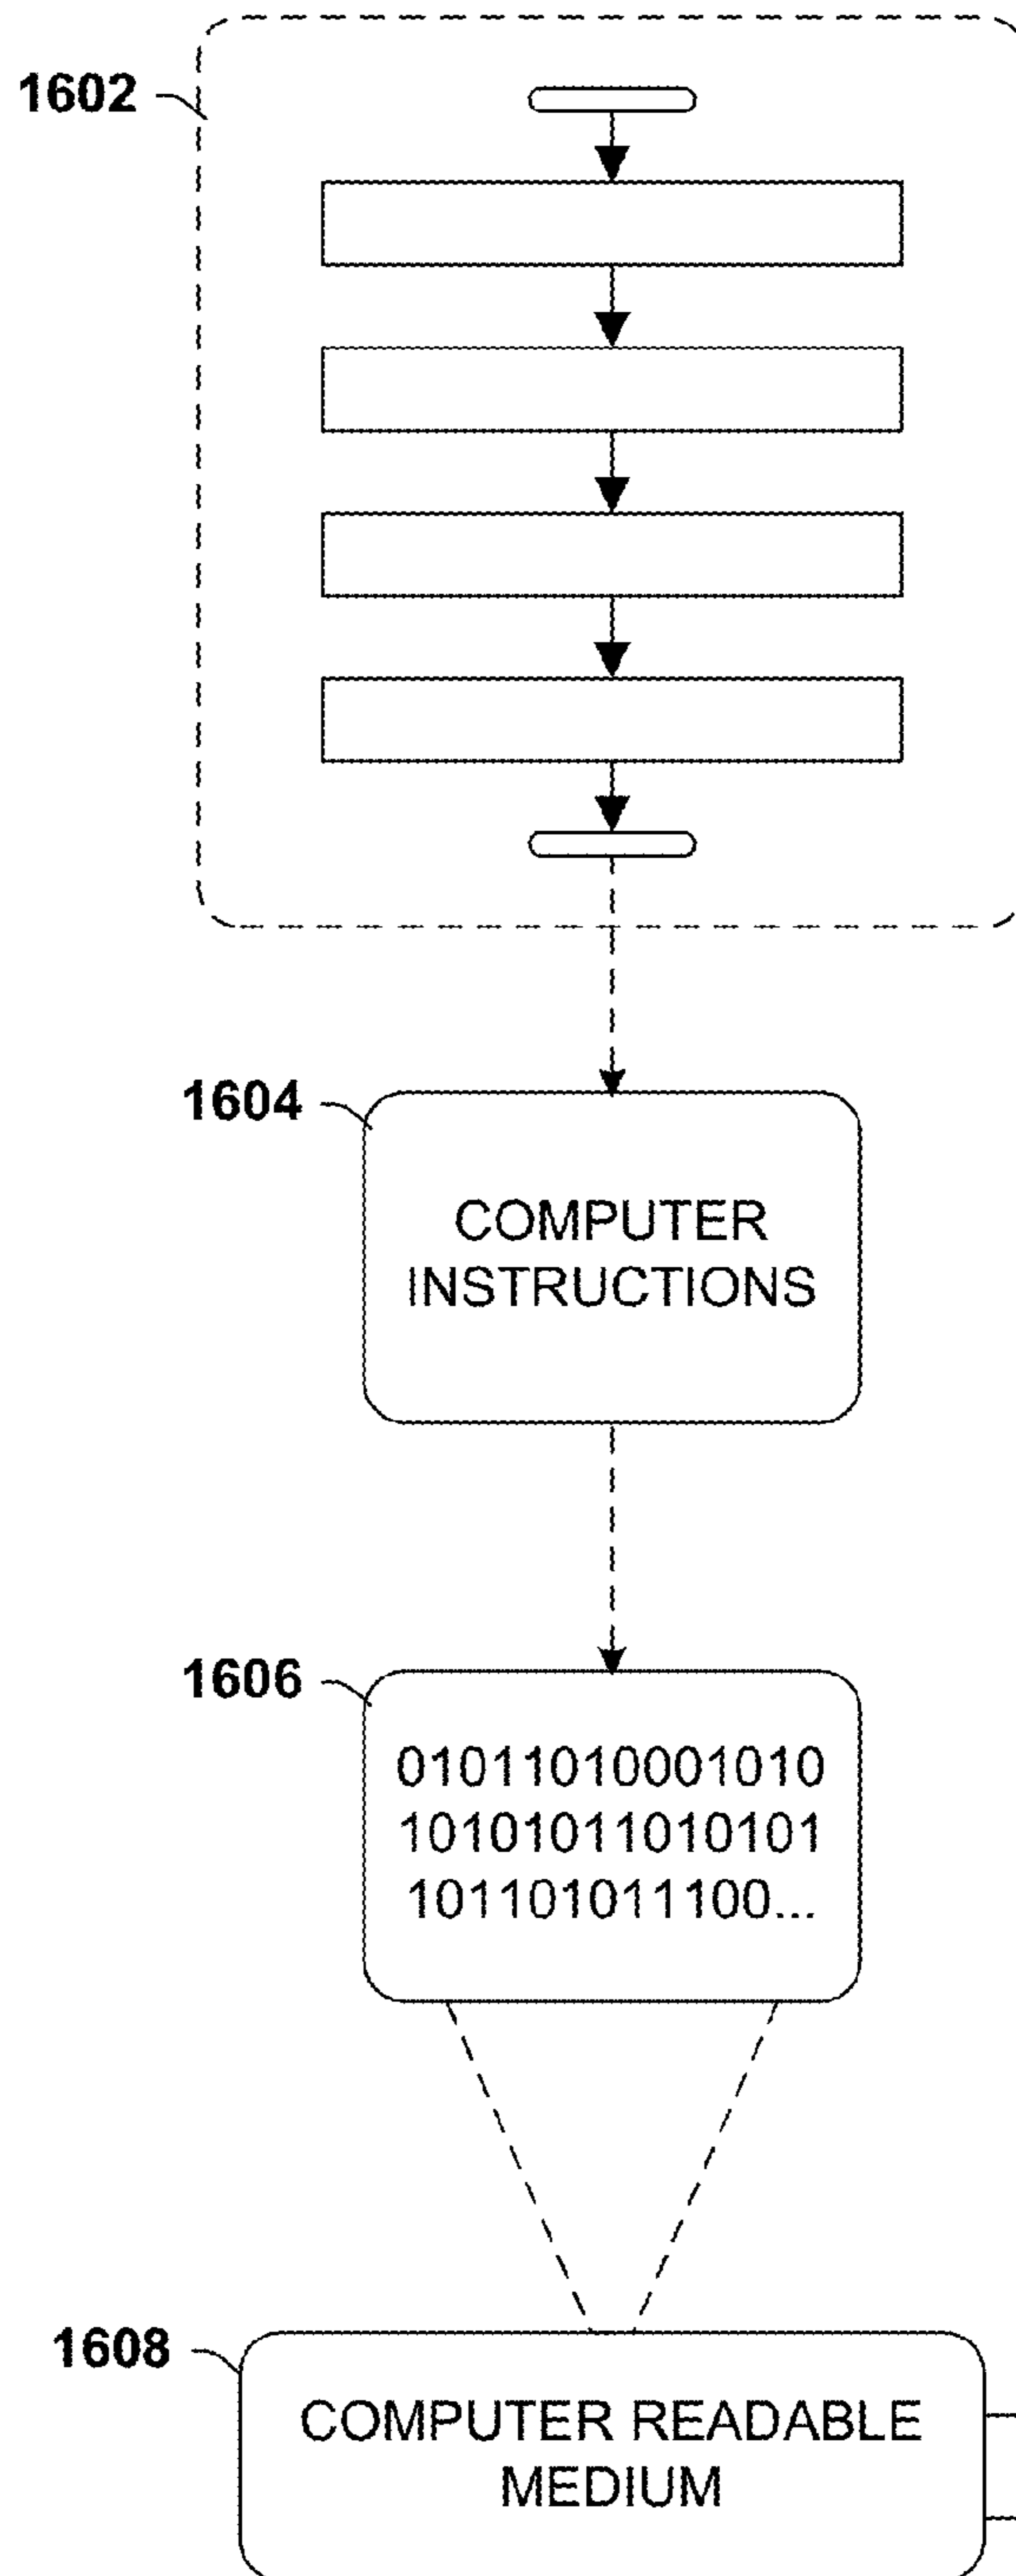 1602
1604
COMPUTER
INSTRUCTIONS
1606
01011010001010
10101011010101
101101011100...
1608
COMPUTER READABLE
MEDIUM